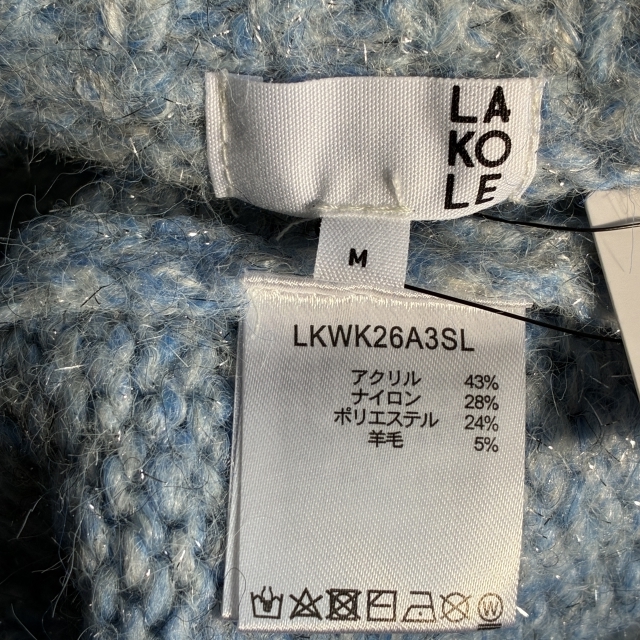 LA
KO
LE
M
LKWK26A3SL
アクリル 43%
ナイロン 28%
ポリエステル 24%
羊毛 5%
W